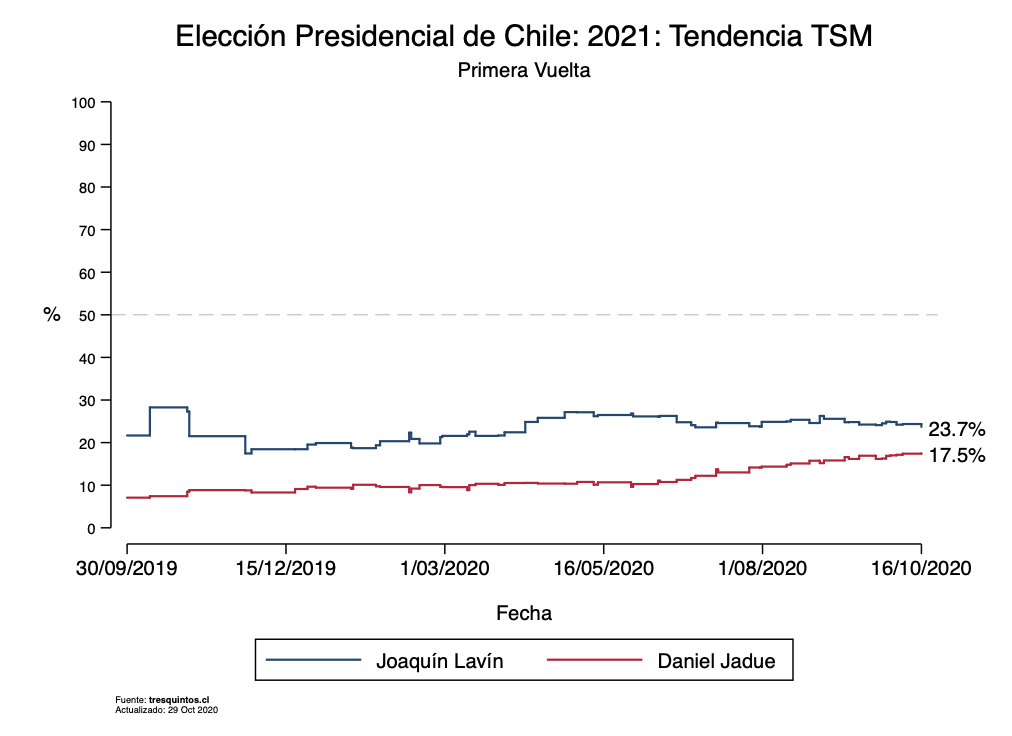 Elección Presidencial de Chile: 2021: Tendencia TSM
Primera Vuelta
100
90
80
70
60
% 50
40
30
20
10
0
23.7%
17.5%
30/09/2019 15/12/2019 1/03/2020 16/05/2020 1/08/2020 16/10/2020
Fecha
Joaquín Lavín Daniel Jadue
Fuente: tresquintos.cl
Actualizado: 29 Oct 2020